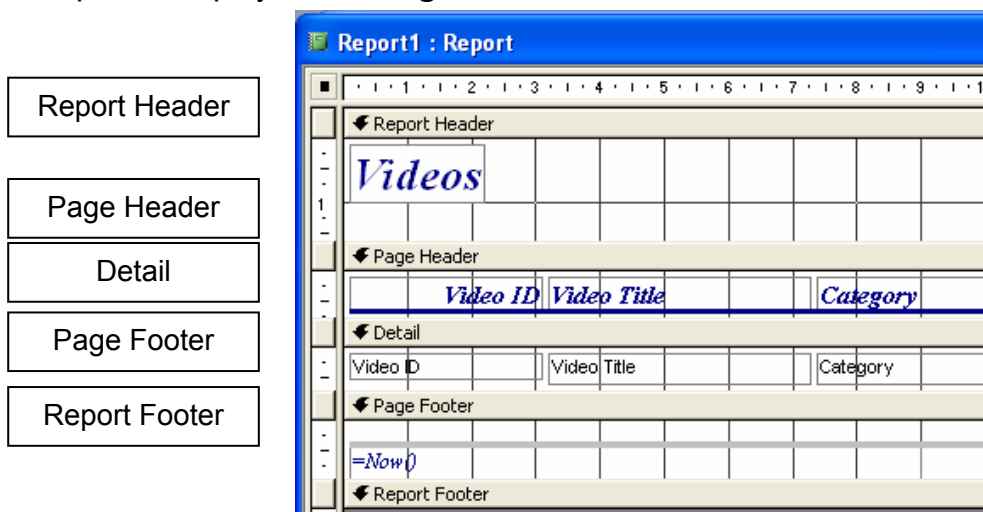 Report1 : Report
1 2 3 4 5 6 7 8 9 1
Report Header
Report Header
Videos
1
Page Header
Page Header
Video ID Video Title Category
Detail
Detail
Video ID Video Title Category
Page Footer
Page Footer
=Now()
Report Footer
Report Footer